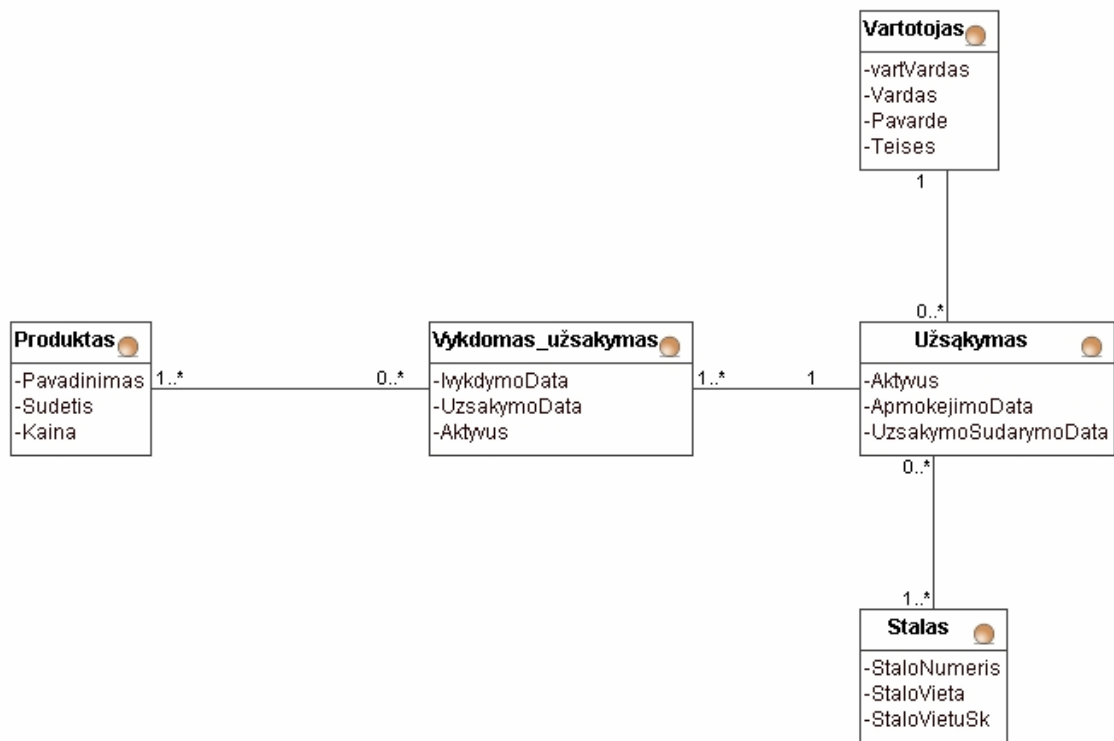 Vartotojas
-vartVardas
-Vardas
-Pavarde
-Teises
1
0..*
Produktas
-Pavadinimas
-Sudetis
-Kaina
1..*
0..*
Vykdomas_užsakymas
-IvykdymoData
-UzsakymoData
-Aktyvus
1..*
1
Užsąkymas
-Aktyvus
-ApmokejimoData
-UzsakymoSudarymoData
0..*
1..*
Stalas
-StaloNumeris
-StaloVieta
-StaloVietuSk